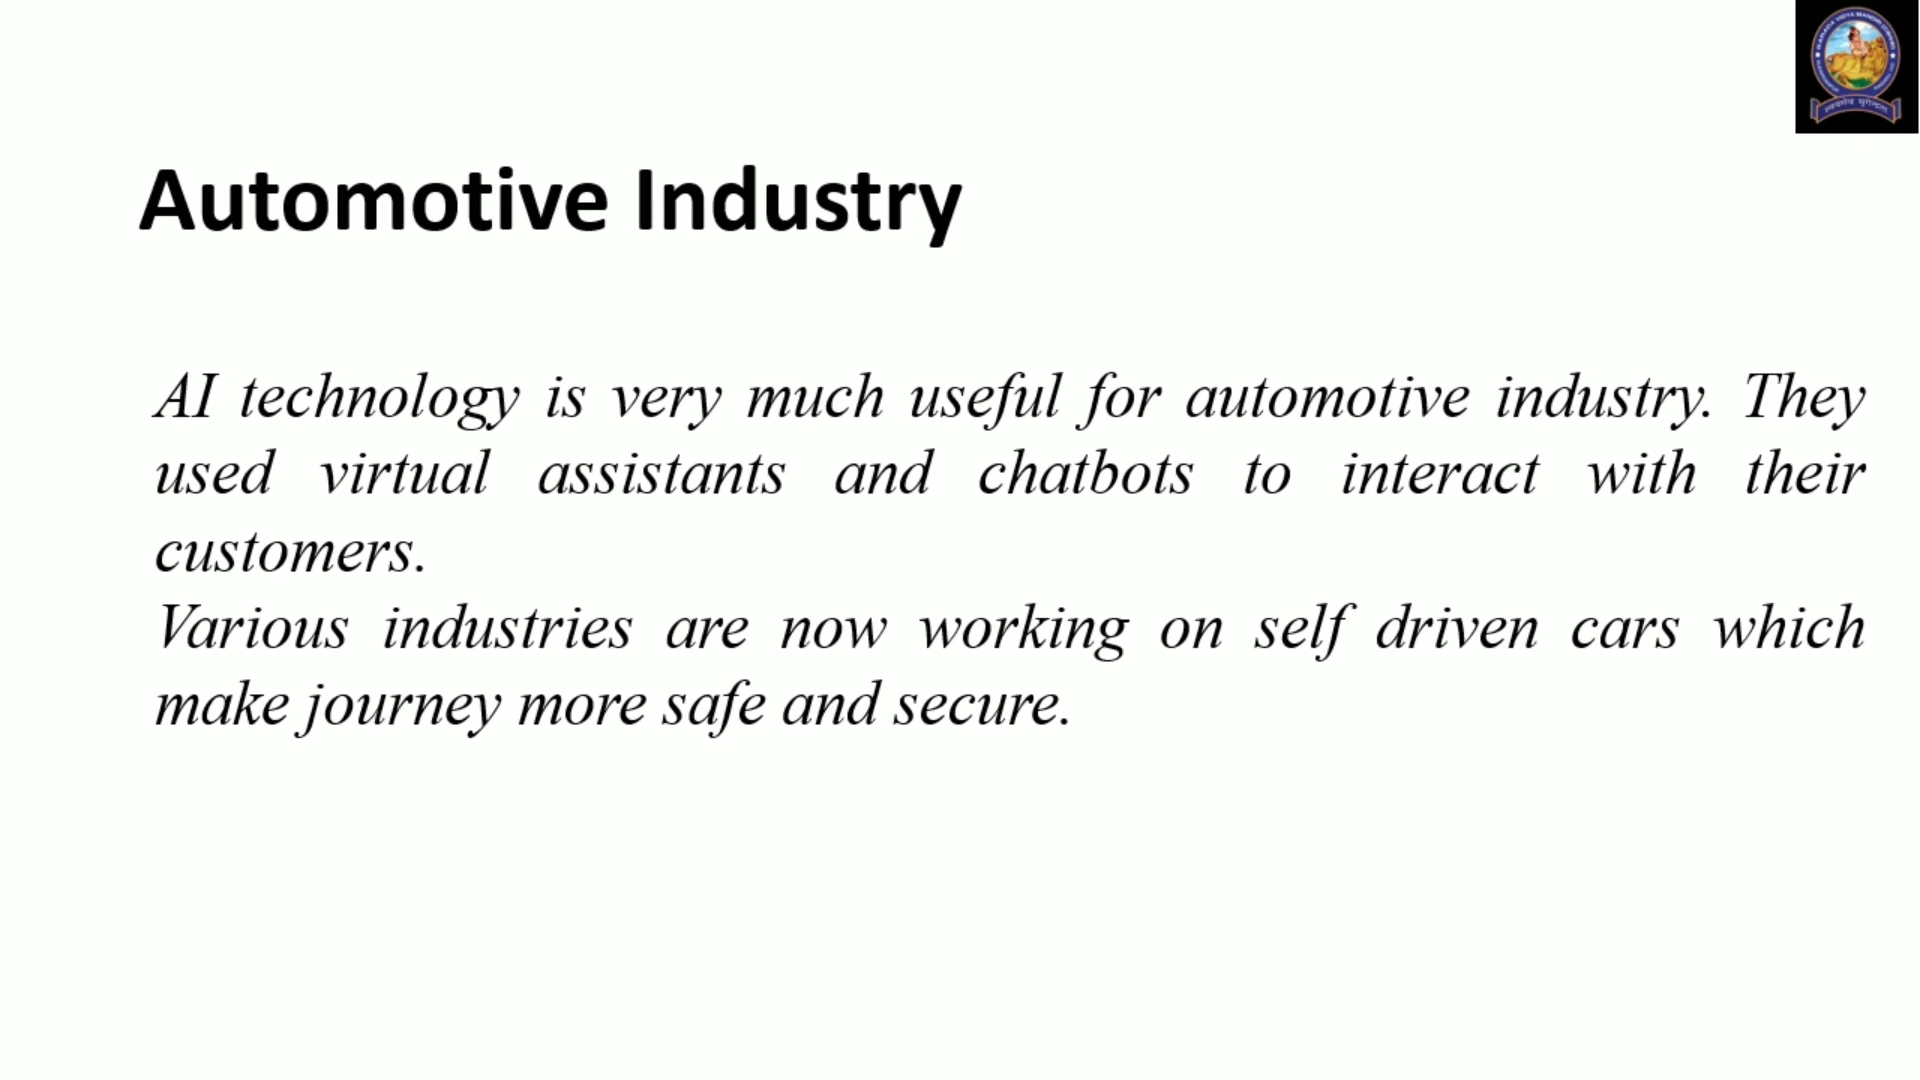 Automotive Industry
AI technology is very much useful for automotive industry. They
used virtual assistants and chatbots to interact with their
customers.
Various industries are now working on self driven cars which
make journey more safe and secure.